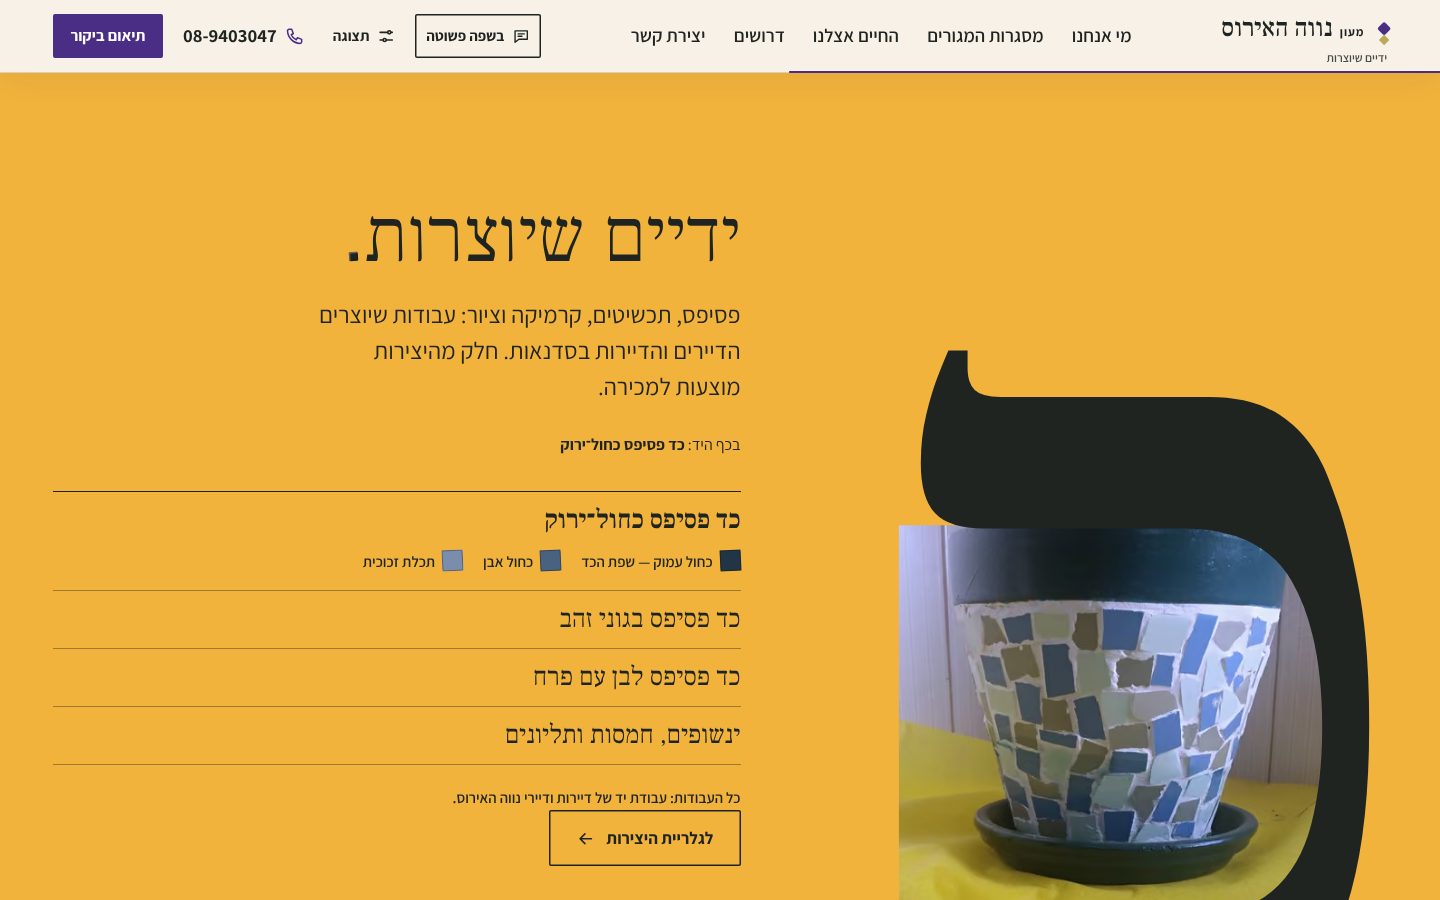 מעון נווה האירוס
ידיים שיוצרות
מי אנחנו
מסגרות המגורים
החיים אצלנו
דרושים
יצירת קשר
בשפה פשוטה
תצוגה
08-9403047
תיאום ביקור
ידיים שיוצרות.
פסיפס, תכשיטים, קרמיקה וציור: עבודות שיוצרים
הדיירים והדיירות בסדנאות. חלק מהיצירות
מוצעות למכירה.
בכף היד: כד פסיפס כחול־ירוק
כד פסיפס כחול־ירוק
כחול עמוק — שפת הכד
כחול אבן
תכלת זכוכית
כד פסיפס בגוני זהב
כד פסיפס לבן עם פרח
ינשופים, חמסות ותליונים
כל העבודות: עבודת יד של דיירות ודיירי נווה האירוס.
לגלריית היצירות ←
כ